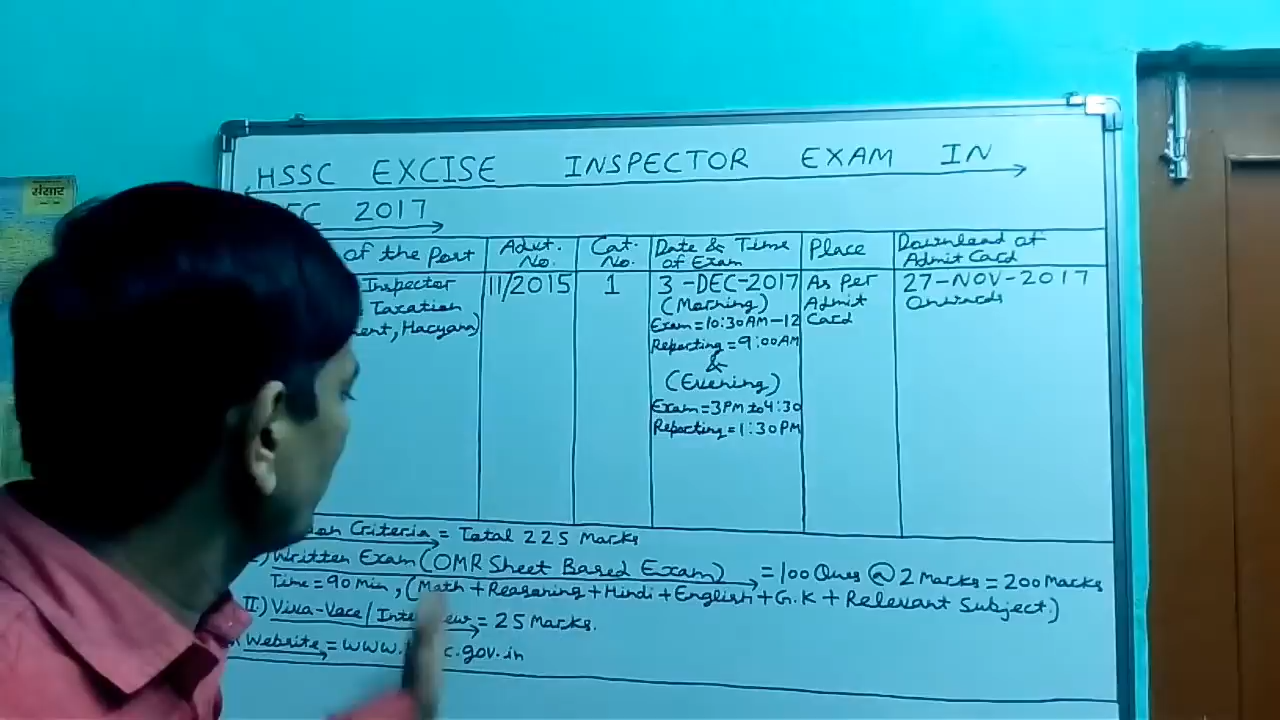 संसार
HSSC EXCISE INSPECTOR EXAM IN
EC 2017
of the Post
Inspector
& Taxation
ent, Haryana)
Advt. No.
11/2015
Cat. No.
1
Date & Time of Exam
3-DEC-2017
(Morning)
Exam=10:30AM-12
Reporting=9:00AM
&
(Evening)
Exam=3PM to 4:30
Reporting=1:30PM
Place
As Per
Admit
Card
Download of
Admit Card
27-NOV-2017
Onwards
ion Criteria = Total 225 Marks
I.) Written Exam (OMR Sheet Based Exam) = 100 Ques @ 2 Marks = 200 Marks
Time = 90 Min, (Math + Reasoning + Hindi + English + G.K + Relevant Subject)
II.) Viva-Voce/Inte ew = 25 Marks.
Website = www. c.gov.in